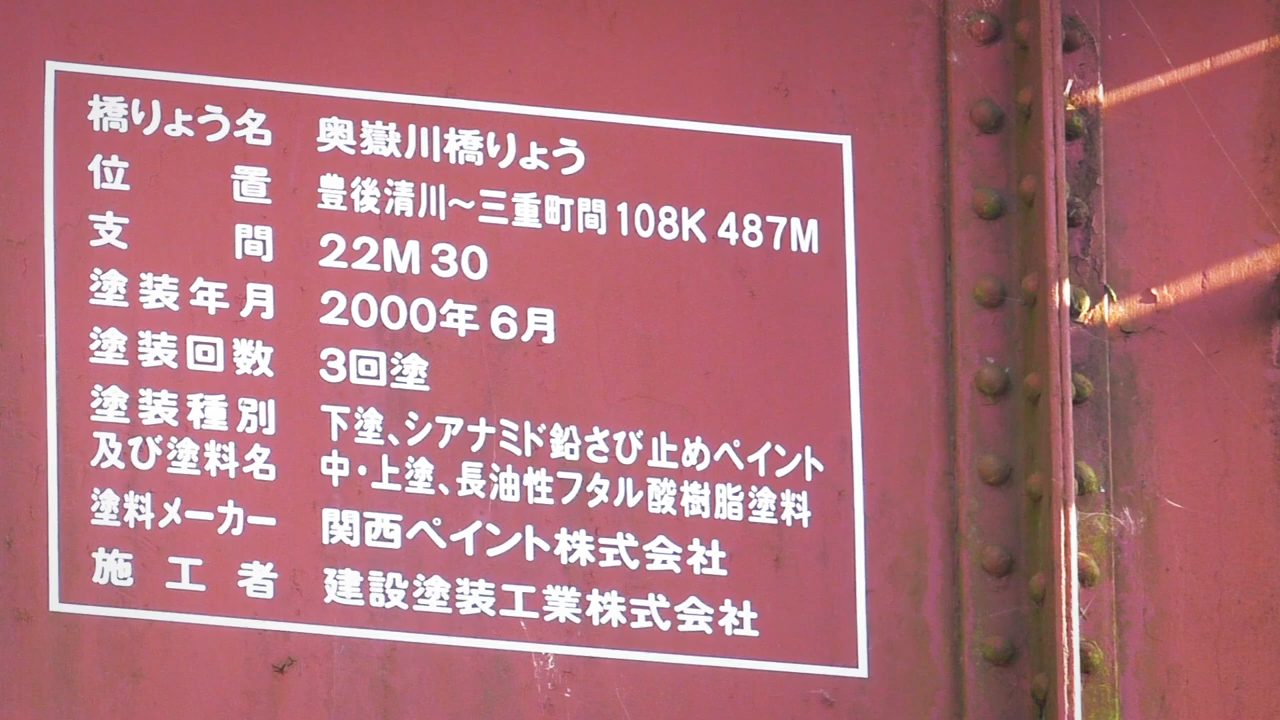 橋りょう名 奥嶽川橋りょう
位置 豊後清川～三重町間 108K 487M
支間 22M 30
塗装年月 2000年 6月
塗装回数 3回塗
塗装種別 下塗、シアナミド鉛さび止めペイント
及び塗料名 中・上塗、長油性フタル酸樹脂塗料
塗料メーカー 関西ペイント株式会社
施工者 建設塗装工業株式会社